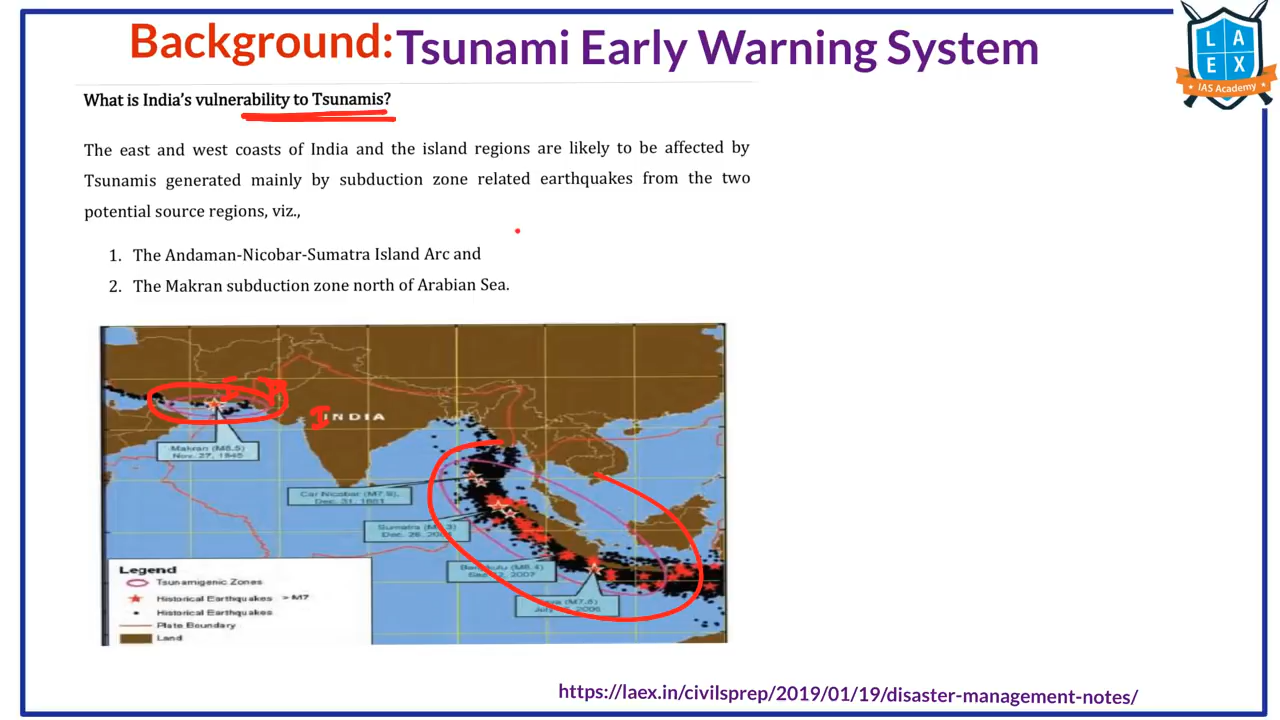 Background: Tsunami Early Warning System
L A
E X
IAS Academy
What is India's vulnerability to Tsunamis?
The east and west coasts of India and the island regions are likely to be affected by
Tsunamis generated mainly by subduction zone related earthquakes from the two
potential source regions, viz.,
1. The Andaman-Nicobar-Sumatra Island Arc and
2. The Makran subduction zone north of Arabian Sea.
INDIA
Makran
Nov. 27, 1945
Car Nicobar (M7.9),
Dec. 31, 1881
Sumatra
Dec. 26,
2007
Legend
Tsunamigenic Zones
Historical Earthquakes > M7
Historical Earthquakes
Plate Boundary
Land
https://laex.in/civilsprep/2019/01/19/disaster-management-notes/